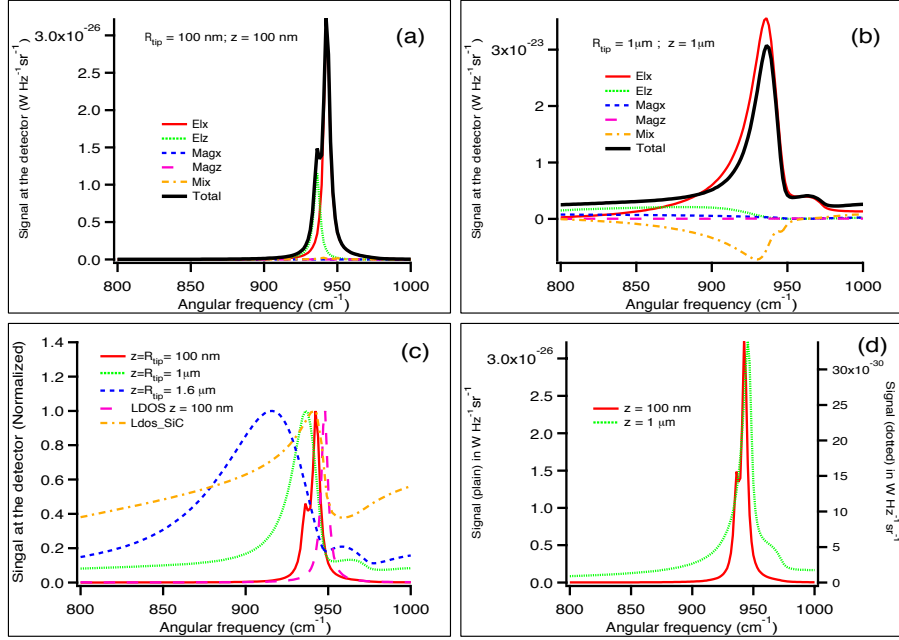 (a)
R_tip = 100 nm; z = 100 nm
Signal at the detector (W Hz^-1 sr^-1)
3.0x10^-26
2.5
2.0
1.5
1.0
0.5
0.0
Elx
Elz
Magx
Magz
Mix
Total
800
850
900
950
1000
Angular frequency (cm^-1)
(b)
R_tip = 1μm ; z = 1μm
Signal at the detector (W Hz^-1 sr^-1)
3x10^-23
2
1
0
Elx
Elz
Magx
Magz
Mix
Total
800
850
900
950
1000
Angular frequency (cm^-1)
(c)
Singal at the detector (Normalized)
1.4
1.2
1.0
0.8
0.6
0.4
0.2
0.0
z=R_tip= 100 nm
z=R_tip= 1μm
z=R_tip= 1.6 μm
LDOS z = 100 nm
Ldos_SiC
800
850
900
950
1000
Angular frequency (cm^-1)
(d)
Signal (plain) in W Hz^-1 sr^-1
3.0x10^-26
2.5
2.0
1.5
1.0
0.5
0.0
z = 100 nm
z = 1 μm
30x10^-30
25
20
15
10
5
0
Signal (dotted) in W Hz^-1 sr^-1
800
850
900
950
1000
Angular frequency (cm^-1)